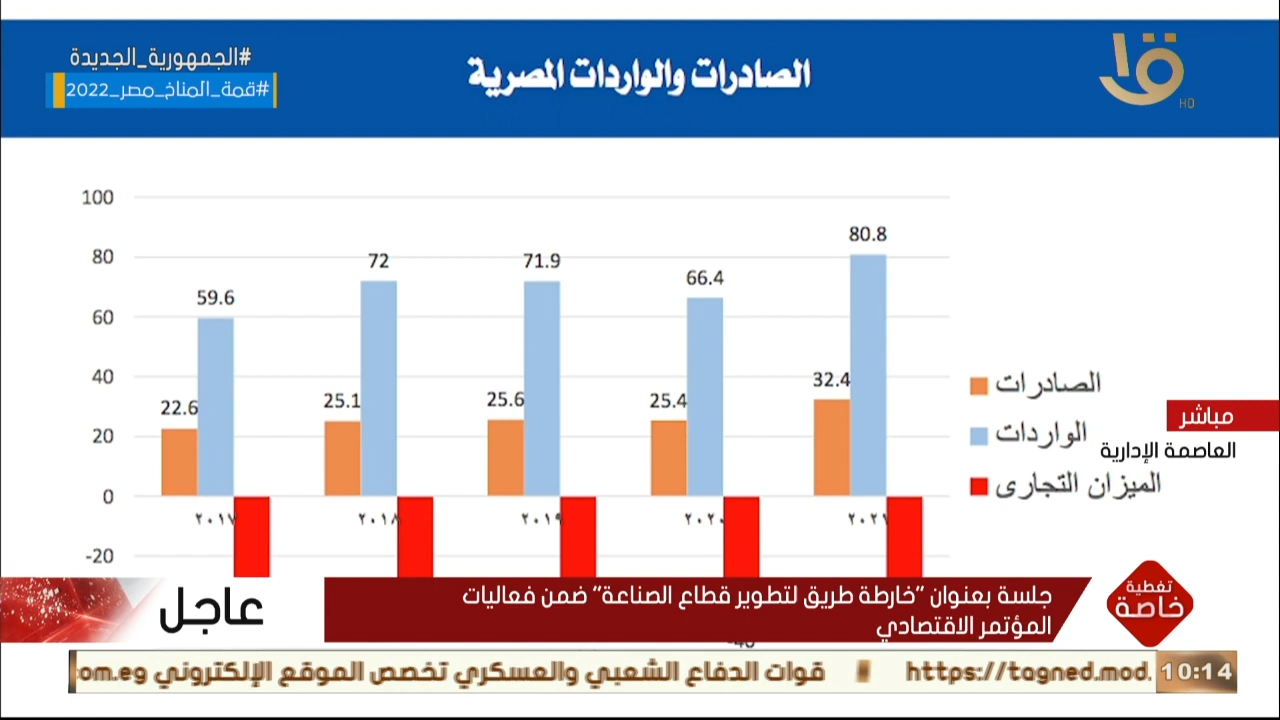 #الجمهورية_الجديدة
#قمة_المناخ_مصر_2022
الصادرات والواردات المصرية
HD
100
80
60
40
20
0
-20
22.6
59.6
25.1
72
25.6
71.9
25.4
66.4
32.4
80.8
٢٠١٧
٢٠١٨
٢٠١٩
٢٠٢٠
٢٠٢١
الصادرات
الواردات
الميزان التجارى
مباشر
العاصمة الإدارية
تغطية
خاصة
عاجل
جلسة بعنوان "خارطة طريق لتطوير قطاع الصناعة" ضمن فعاليات
المؤتمر الاقتصادي
https://tagned.mod. قوات الدفاع الشعبي والعسكري تخصص الموقع الإلكتروني om.eg
10:14